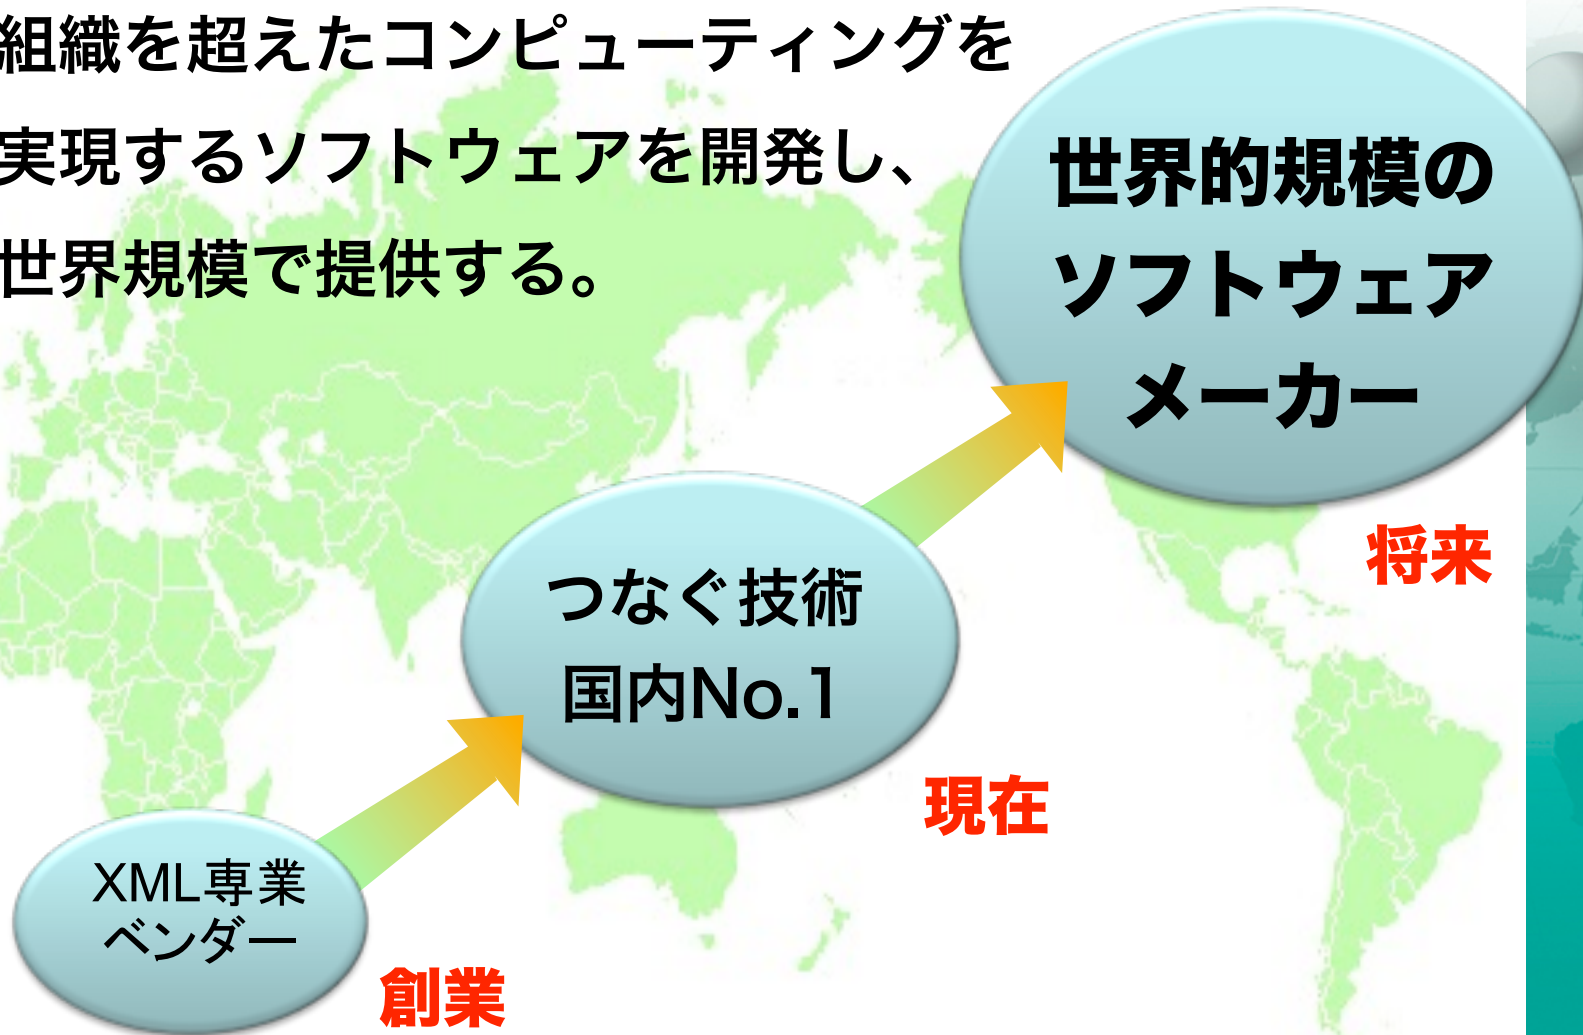 組織を超えたコンピューティングを
実現するソフトウェアを開発し、
世界規模で提供する。
世界的規模の
ソフトウェア
メーカー
将来
つなぐ技術
国内No.1
現在
XML専業
ベンダー
創業